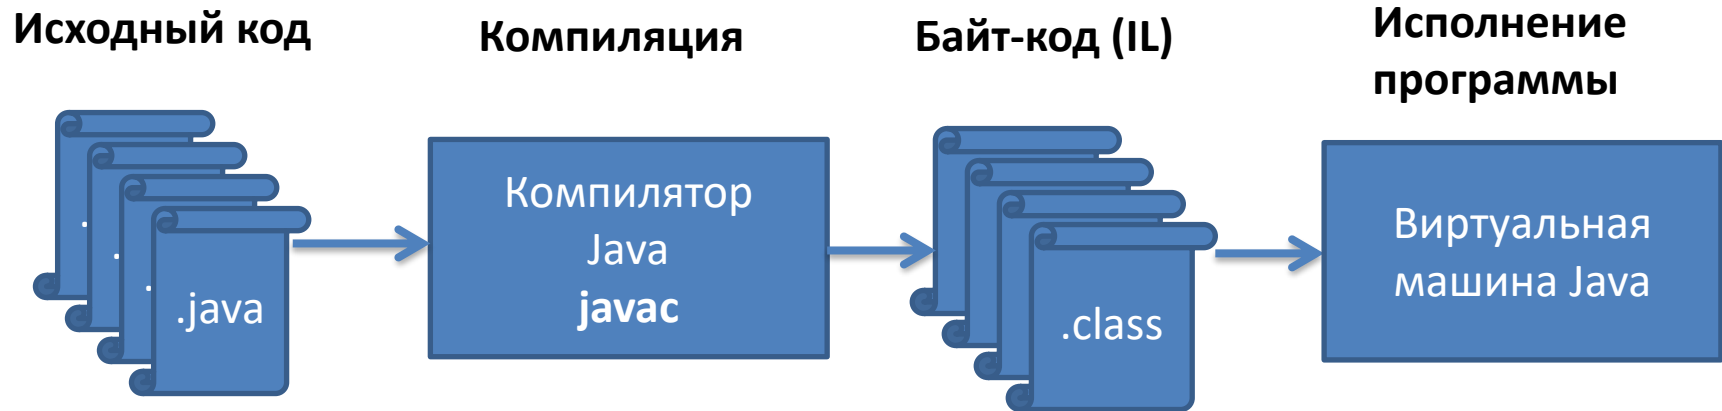 Исходный код
Компиляция
Байт-код (IL)
Исполнение
программы
.java
Компилятор
Java
javac
.class
Виртуальная
машина Java